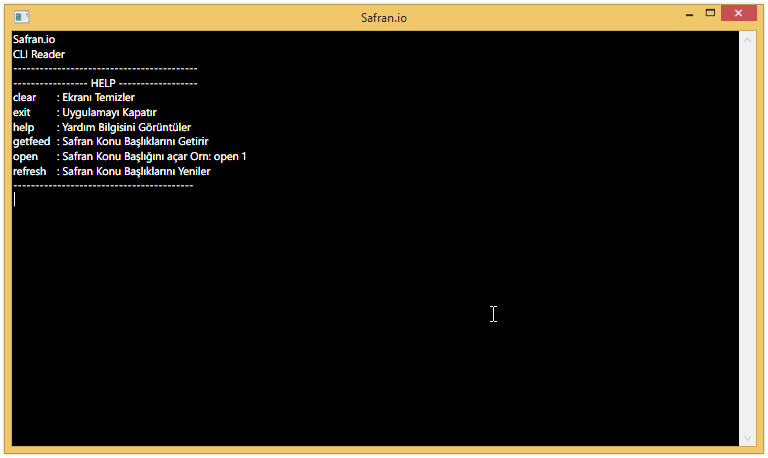 Safran.io
Safran.io
CLI Reader
------------------------------------------
----------------- HELP ------------------
clear : Ekranı Temizler
exit : Uygulamayı Kapatır
help : Yardım Bilgisini Görüntüler
getfeed : Safran Konu Başlıklarını Getirir
open : Safran Konu Başlığını açar Orn: open 1
refresh : Safran Konu Başlıklarını Yeniler
-----------------------------------------